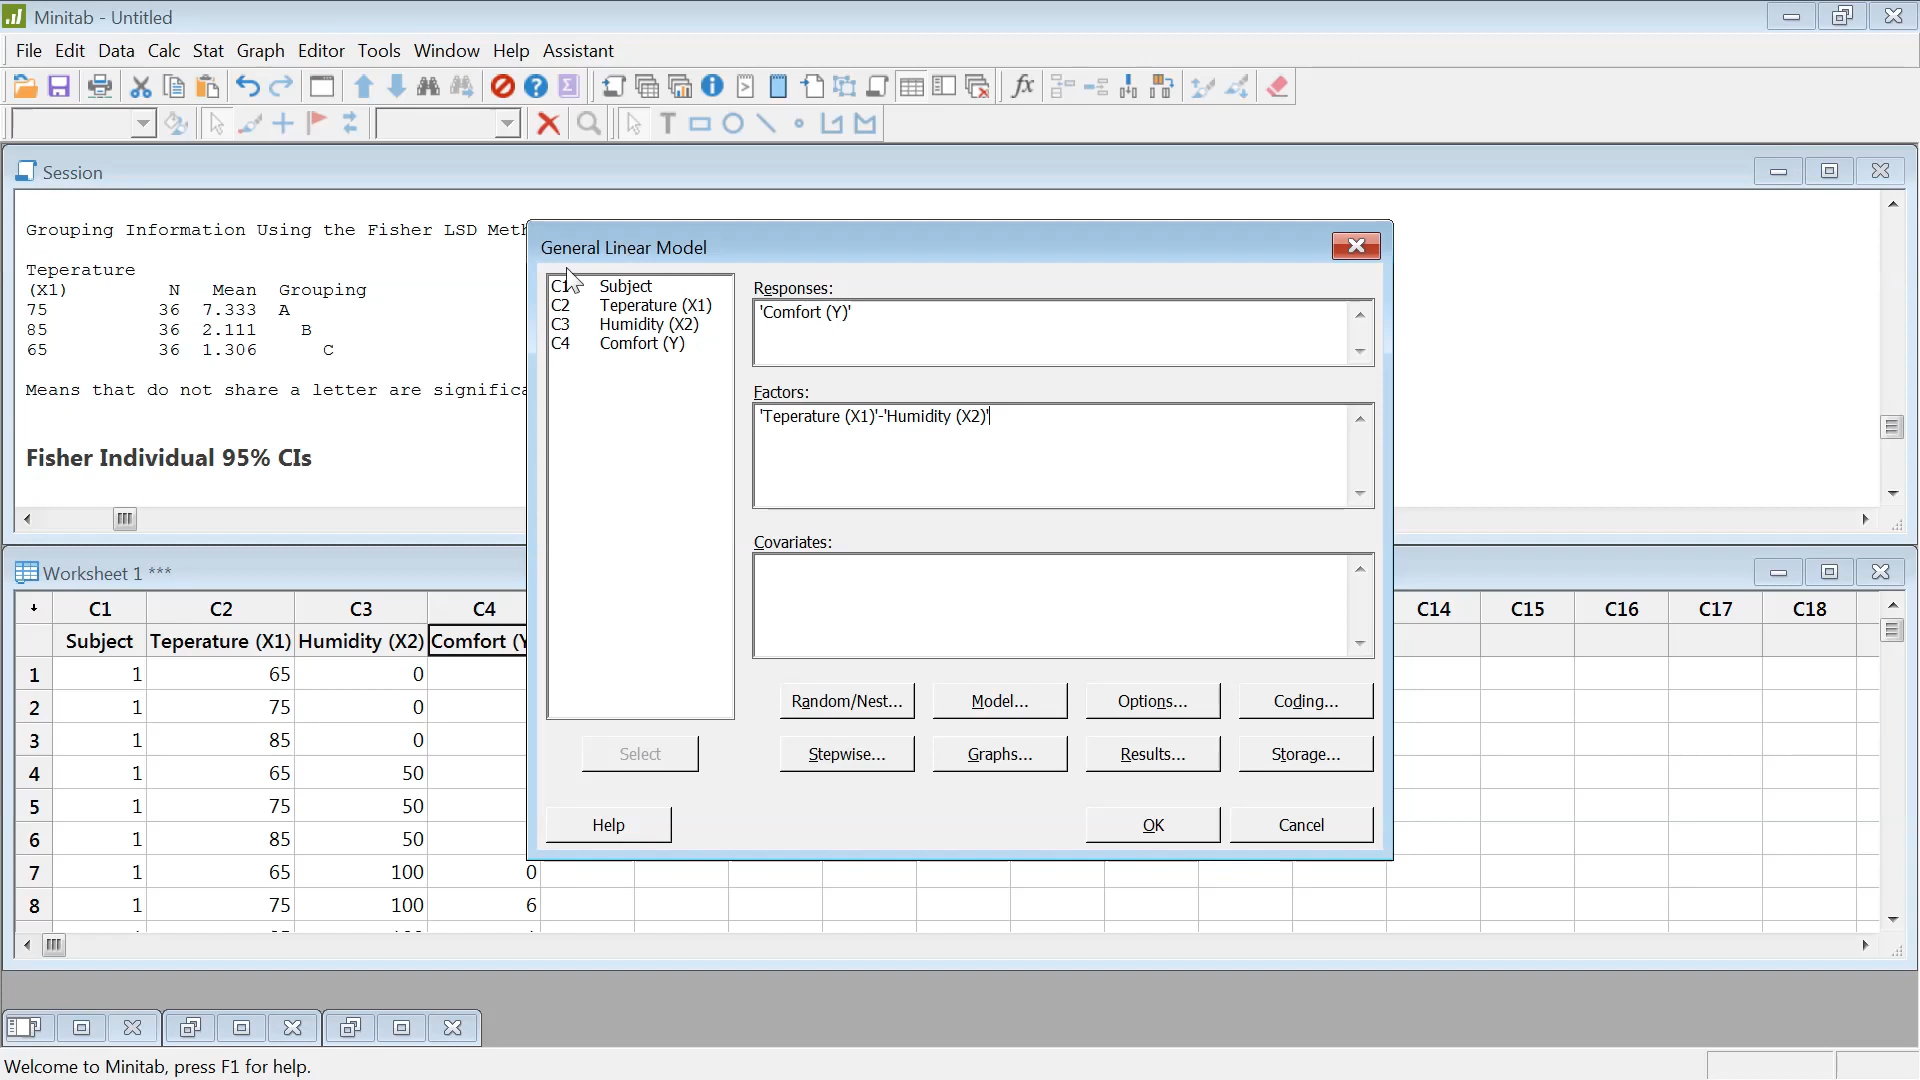 Minitab - Untitled
File Edit Data Calc Stat Graph Editor Tools Window Help Assistant
Session
Grouping Information Using the Fisher LSD Meth
Teperature
(X1) N Mean Grouping
75 36 7.333 A
85 36 2.111 B
65 36 1.306 C
Means that do not share a letter are significa
Fisher Individual 95% CIs
General Linear Model
C1 Subject
C2 Teperature (X1)
C3 Humidity (X2)
C4 Comfort (Y)
Responses:
'Comfort (Y)'
Factors:
'Teperature (X1)'-'Humidity (X2)'
Covariates:
Random/Nest... Model... Options... Coding...
Select Stepwise... Graphs... Results... Storage...
Help OK Cancel
Worksheet 1 ***
C1 C2 C3 C4 C14 C15 C16 C17 C18
Subject Teperature (X1) Humidity (X2) Comfort (Y
1 1 65 0
2 1 75 0
3 1 85 0
4 1 65 50
5 1 75 50
6 1 85 50
7 1 65 100 0
8 1 75 100 6
Welcome to Minitab, press F1 for help.